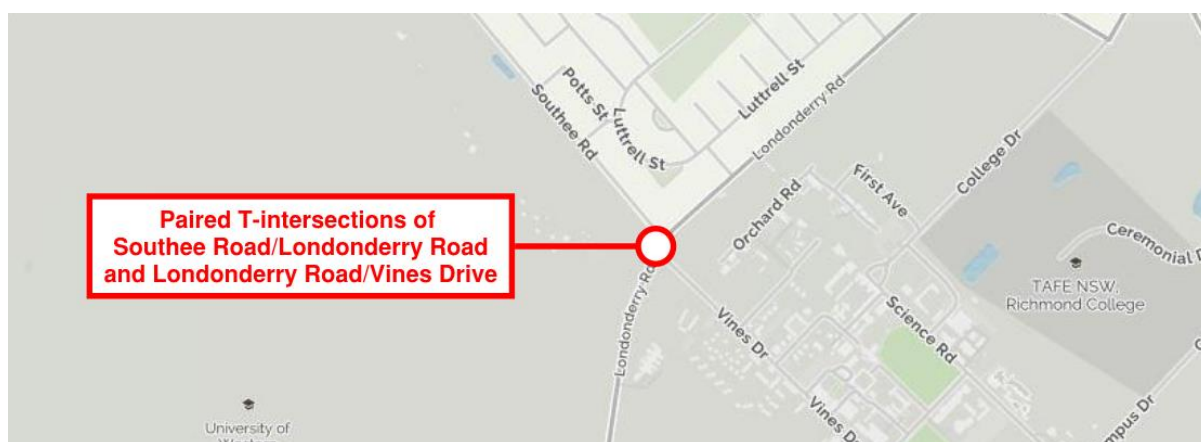 Potts St
Southee Rd
Luttrell St
Luttrell St
Londonderry Rd
College Dr
First Ave
Orchard Rd
Paired T-intersections of
Southee Road/Londonderry Road
and Londonderry Road/Vines Drive
Ceremonial D
TAFE NSW,
Richmond College
Londonderry Rd
Vines Dr
Science Rd
Vines Dr
mpus Dr
University of